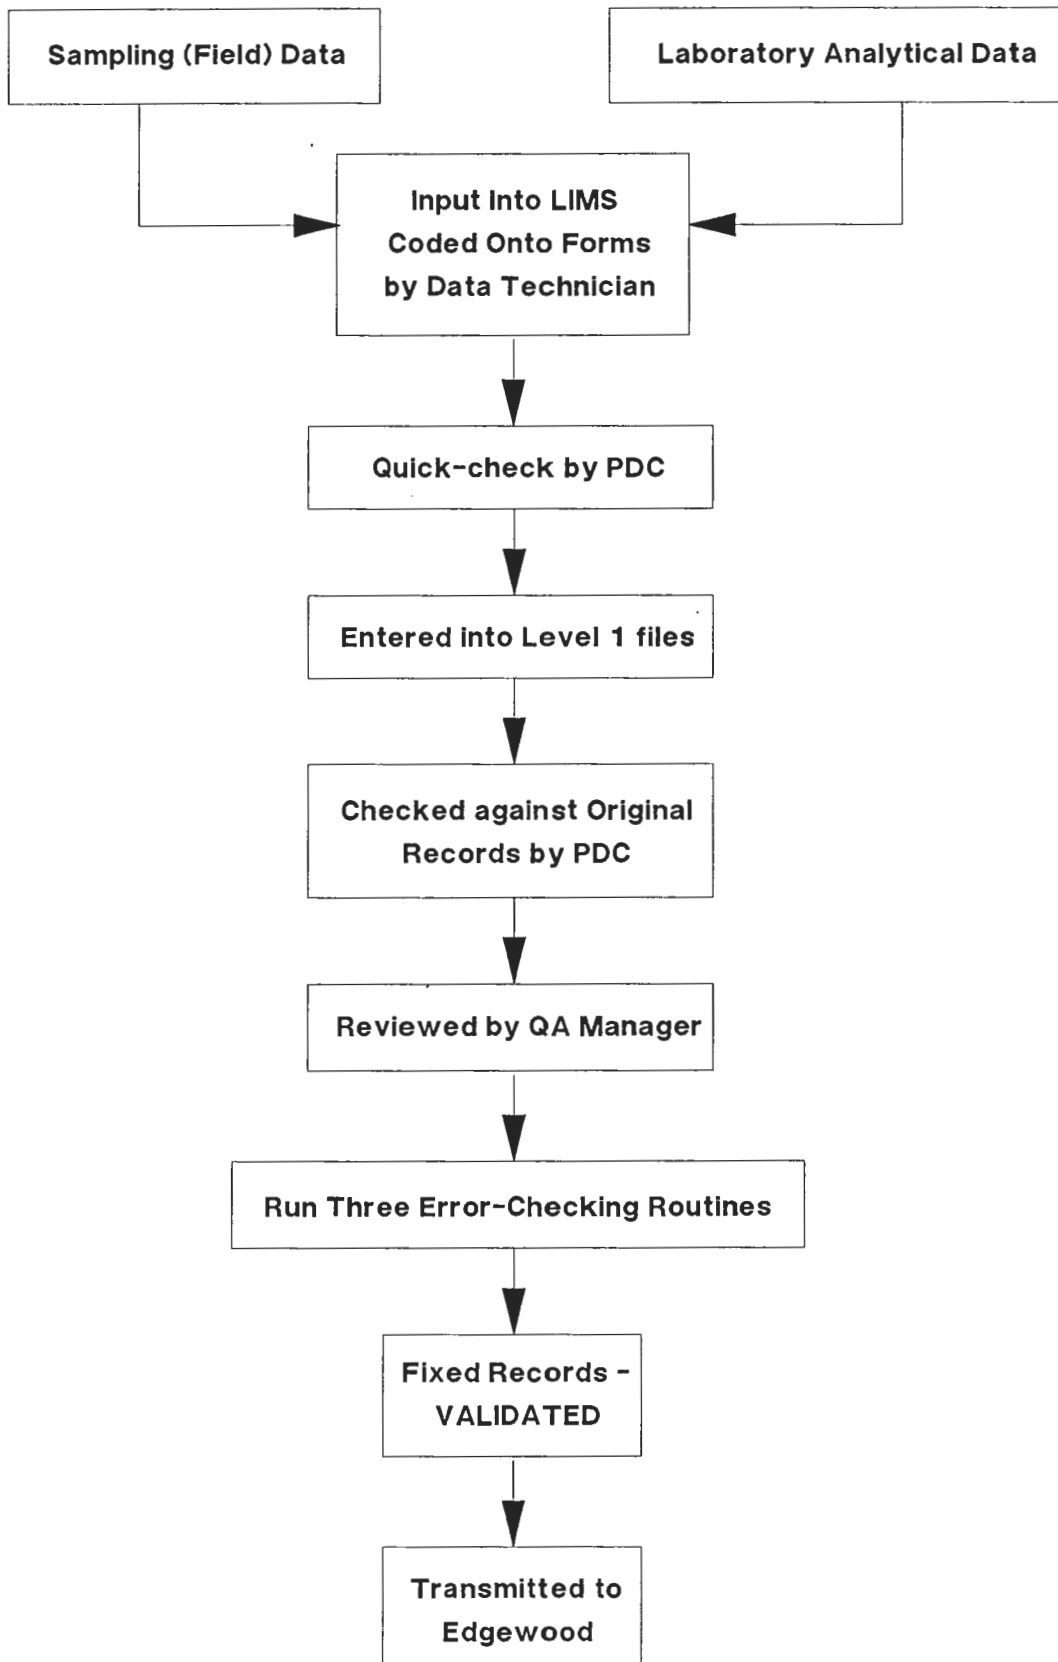 Sampling (Field) Data
Laboratory Analytical Data
Input Into LIMS
Coded Onto Forms
by Data Technician
Quick-check by PDC
Entered into Level 1 files
Checked against Original
Records by PDC
Reviewed by QA Manager
Run Three Error-Checking Routines
Fixed Records -
VALIDATED
Transmitted to
Edgewood